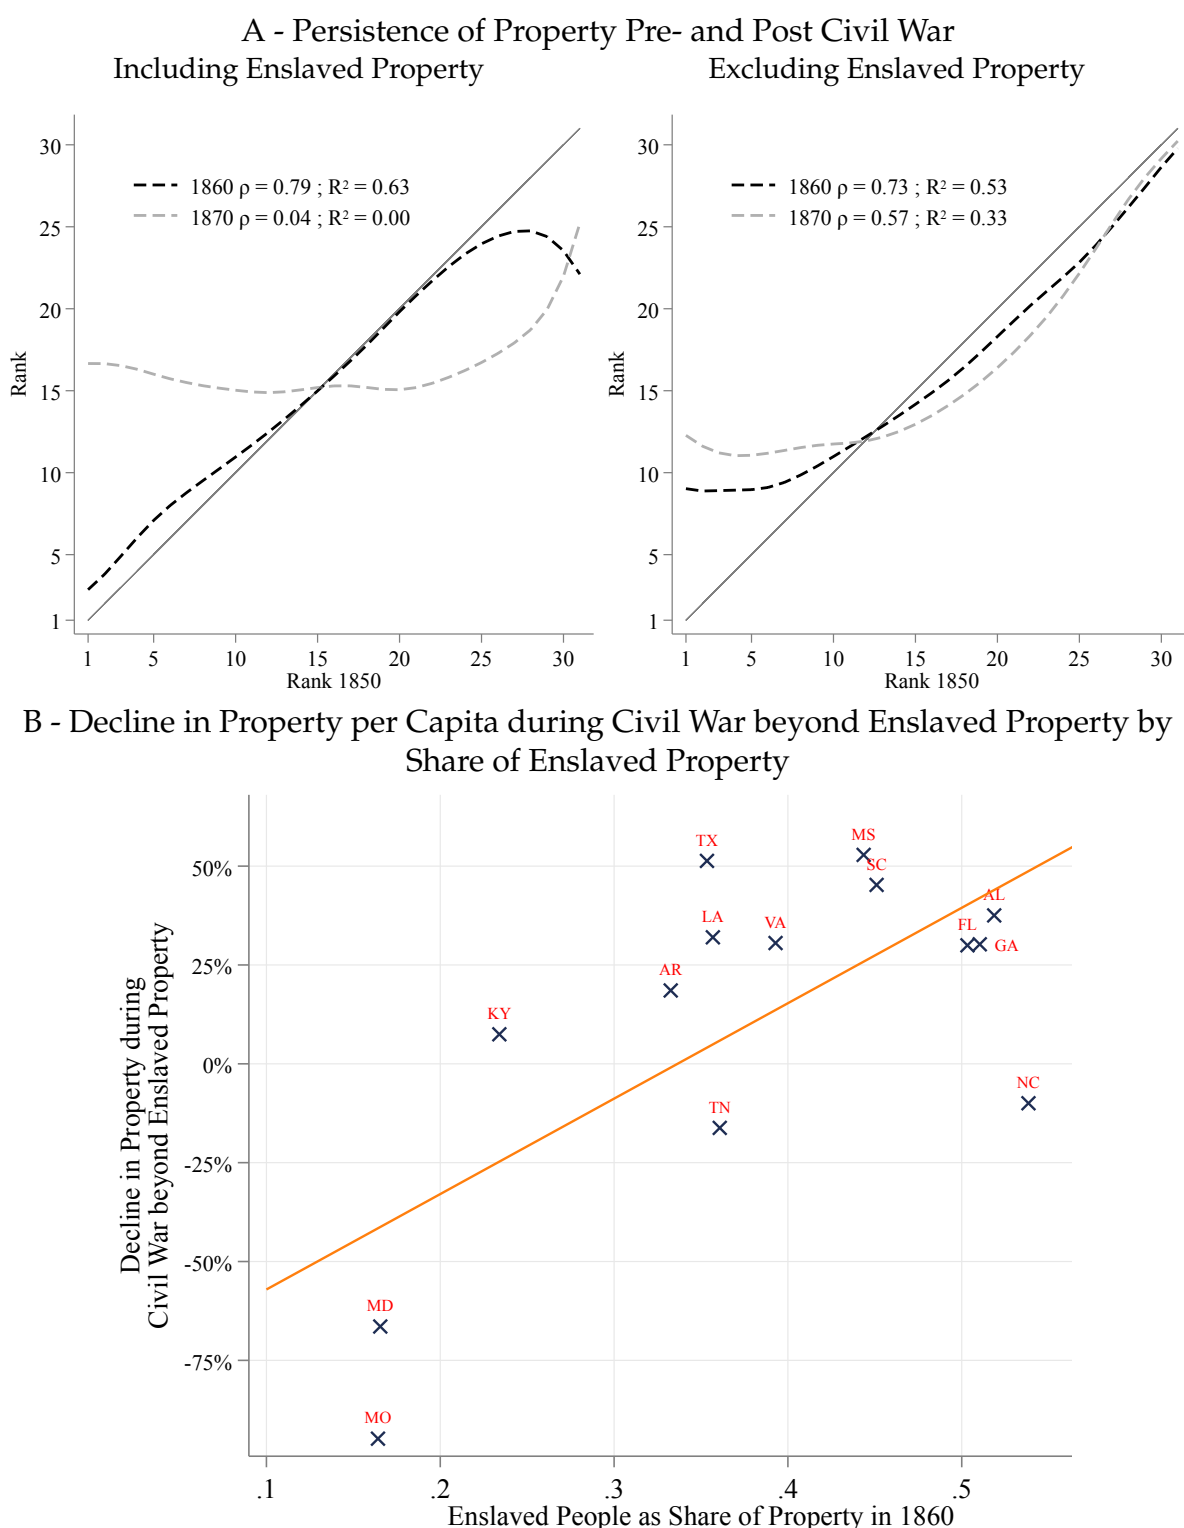 A - Persistence of Property Pre- and Post Civil War
Including Enslaved Property
Excluding Enslaved Property
30
25
20
15
10
5
1
Rank
1860 ρ = 0.79 ; R² = 0.63
1870 ρ = 0.04 ; R² = 0.00
1 5 10 15 20 25 30
Rank 1850
30
25
20
15
10
5
1
Rank
1860 ρ = 0.73 ; R² = 0.53
1870 ρ = 0.57 ; R² = 0.33
1 5 10 15 20 25 30
Rank 1850
B - Decline in Property per Capita during Civil War beyond Enslaved Property by
Share of Enslaved Property
Decline in Property during
Civil War beyond Enslaved Property
50%
25%
0%
-25%
-50%
-75%
TX
MS
SC
AL
LA
VA
FL
GA
AR
KY
NC
TN
MD
MO
.1 .2 .3 .4 .5
Enslaved People as Share of Property in 1860